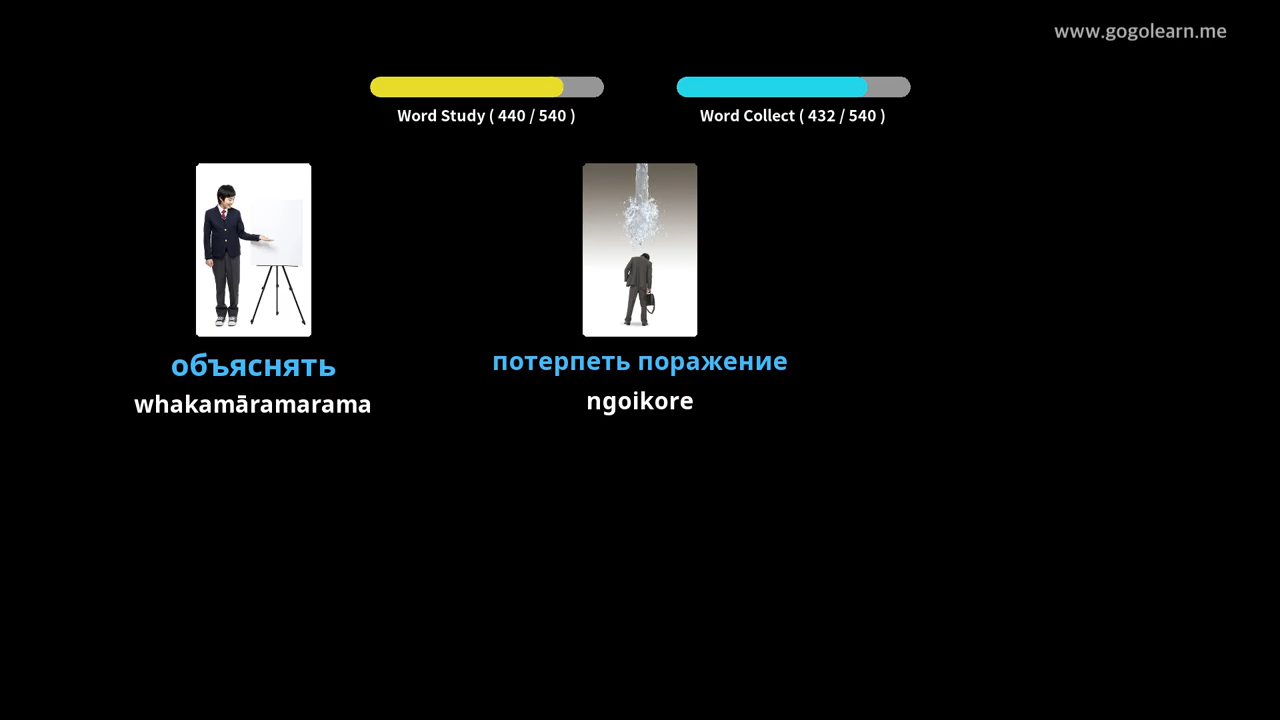 www.gogolearn.me
Word Study ( 440 / 540 )
Word Collect ( 432 / 540 )
объяснять
whakamāramarama
потерпеть поражение
ngoikore